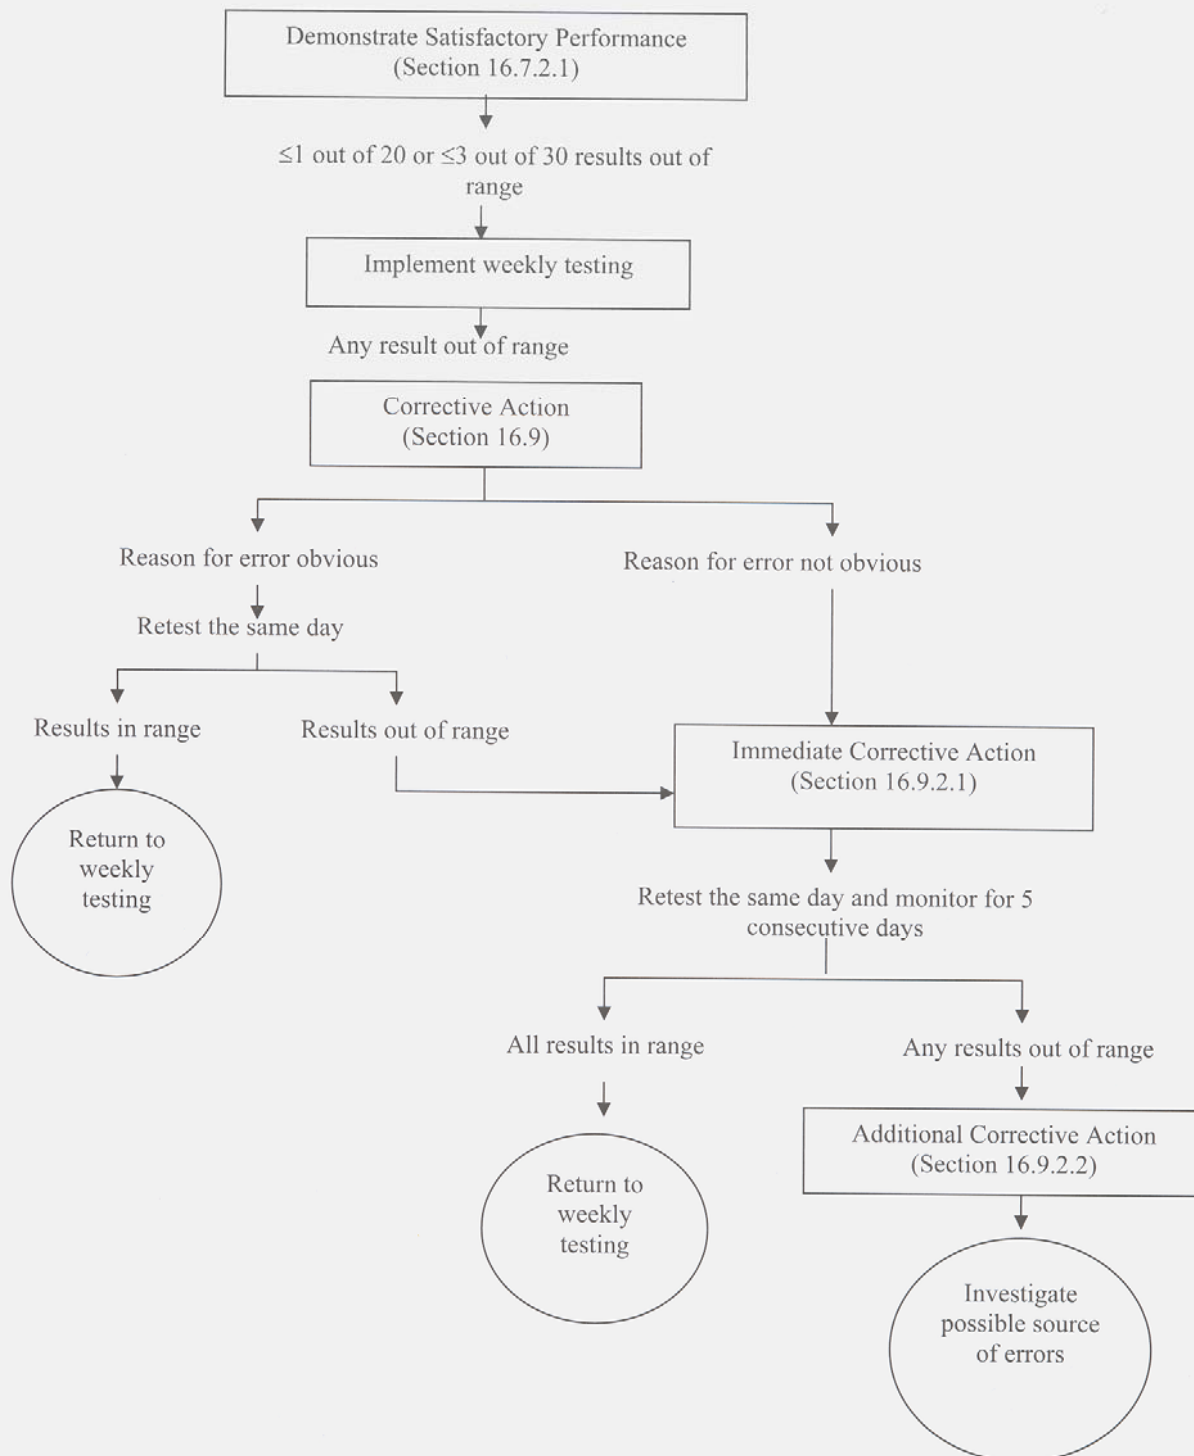 Demonstrate Satisfactory Performance
(Section 16.7.2.1)
≤1 out of 20 or ≤3 out of 30 results out of
range
Implement weekly testing
Any result out of range
Corrective Action
(Section 16.9)
Reason for error obvious
Reason for error not obvious
Retest the same day
Results in range
Results out of range
Immediate Corrective Action
(Section 16.9.2.1)
Return to
weekly
testing
Retest the same day and monitor for 5
consecutive days
All results in range
Any results out of range
Additional Corrective Action
(Section 16.9.2.2)
Return to
weekly
testing
Investigate
possible source
of errors